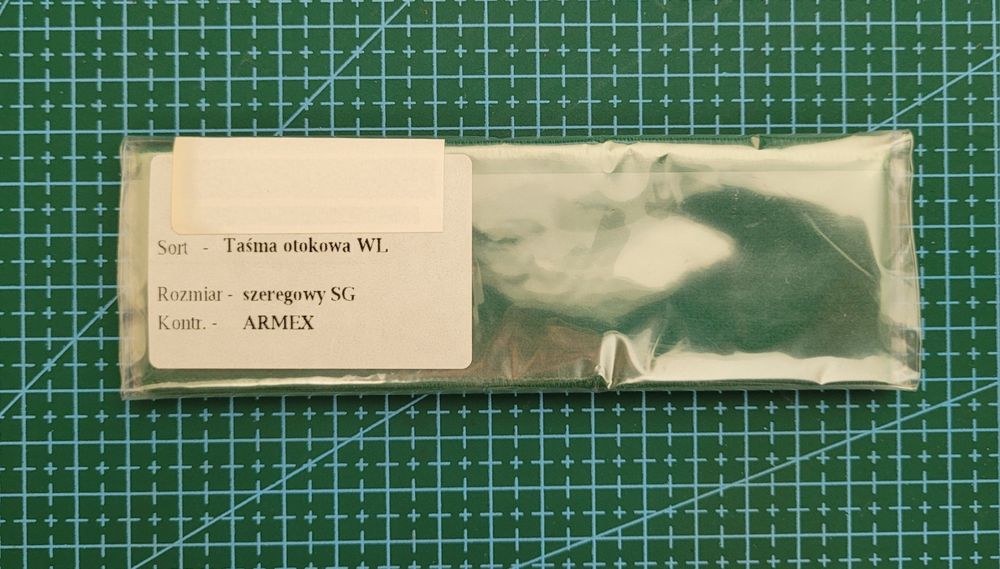 Sort - Taśma otokowa WL
Rozmiar - szeregowy SG
Kontr. - ARMEX